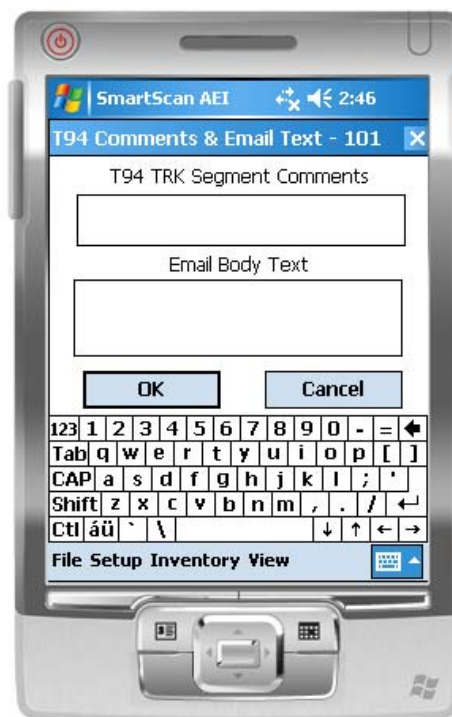 SmartScan AEI 2:46
T94 Comments & Email Text - 101
T94 TRK Segment Comments
Email Body Text
OK Cancel
123 1 2 3 4 5 6 7 8 9 0 - =
Tab q w e r t y u i o p [ ]
CAP a s d f g h j k l ; '
Shift z x c v b n m , . /
Ctl áü ` \
File Setup Inventory View